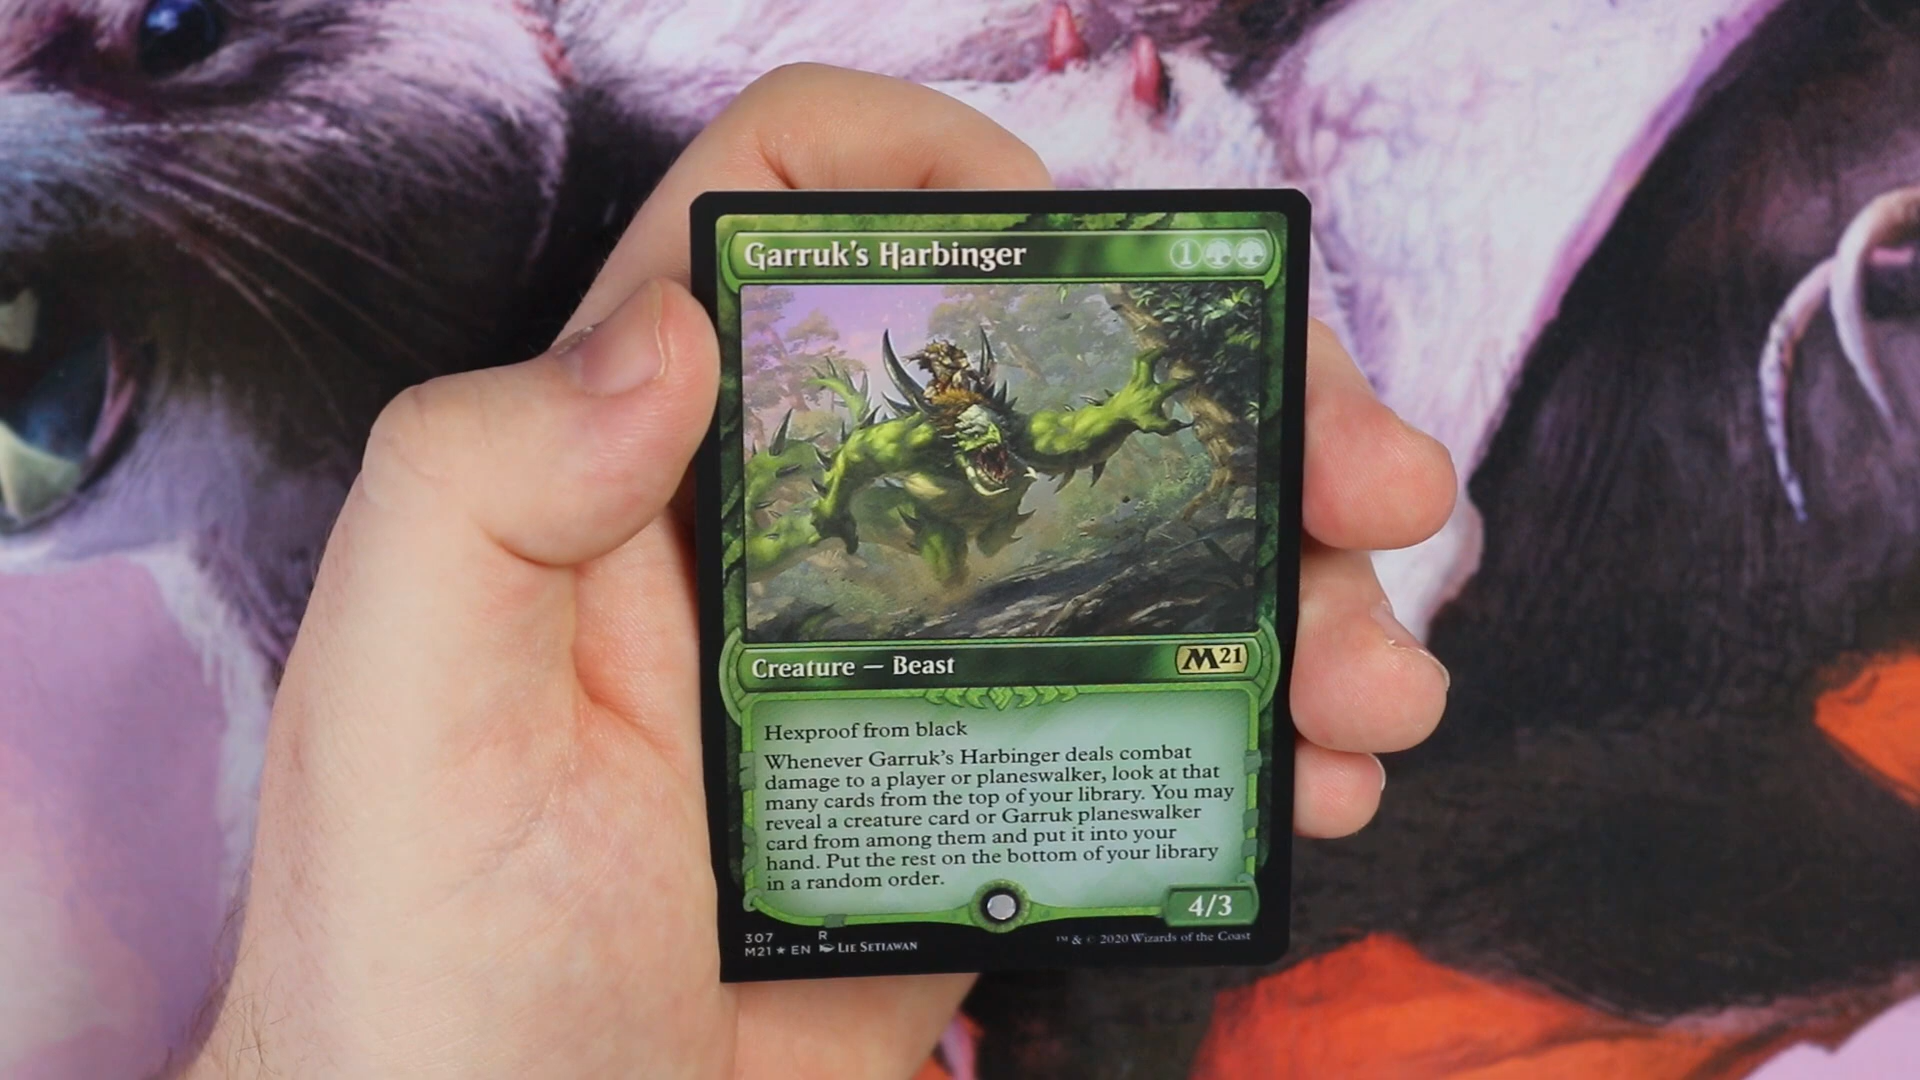 Garruk's Harbinger 1
Creature — Beast M21
Hexproof from black
Whenever Garruk's Harbinger deals combat
damage to a player or planeswalker, look at that
many cards from the top of your library. You may
reveal a creature card or Garruk planeswalker
card from among them and put it into your
hand. Put the rest on the bottom of your library
in a random order.
4/3
307 R
M21 ★ EN Lie Setiawan
™ & © 2020 Wizards of the Coast